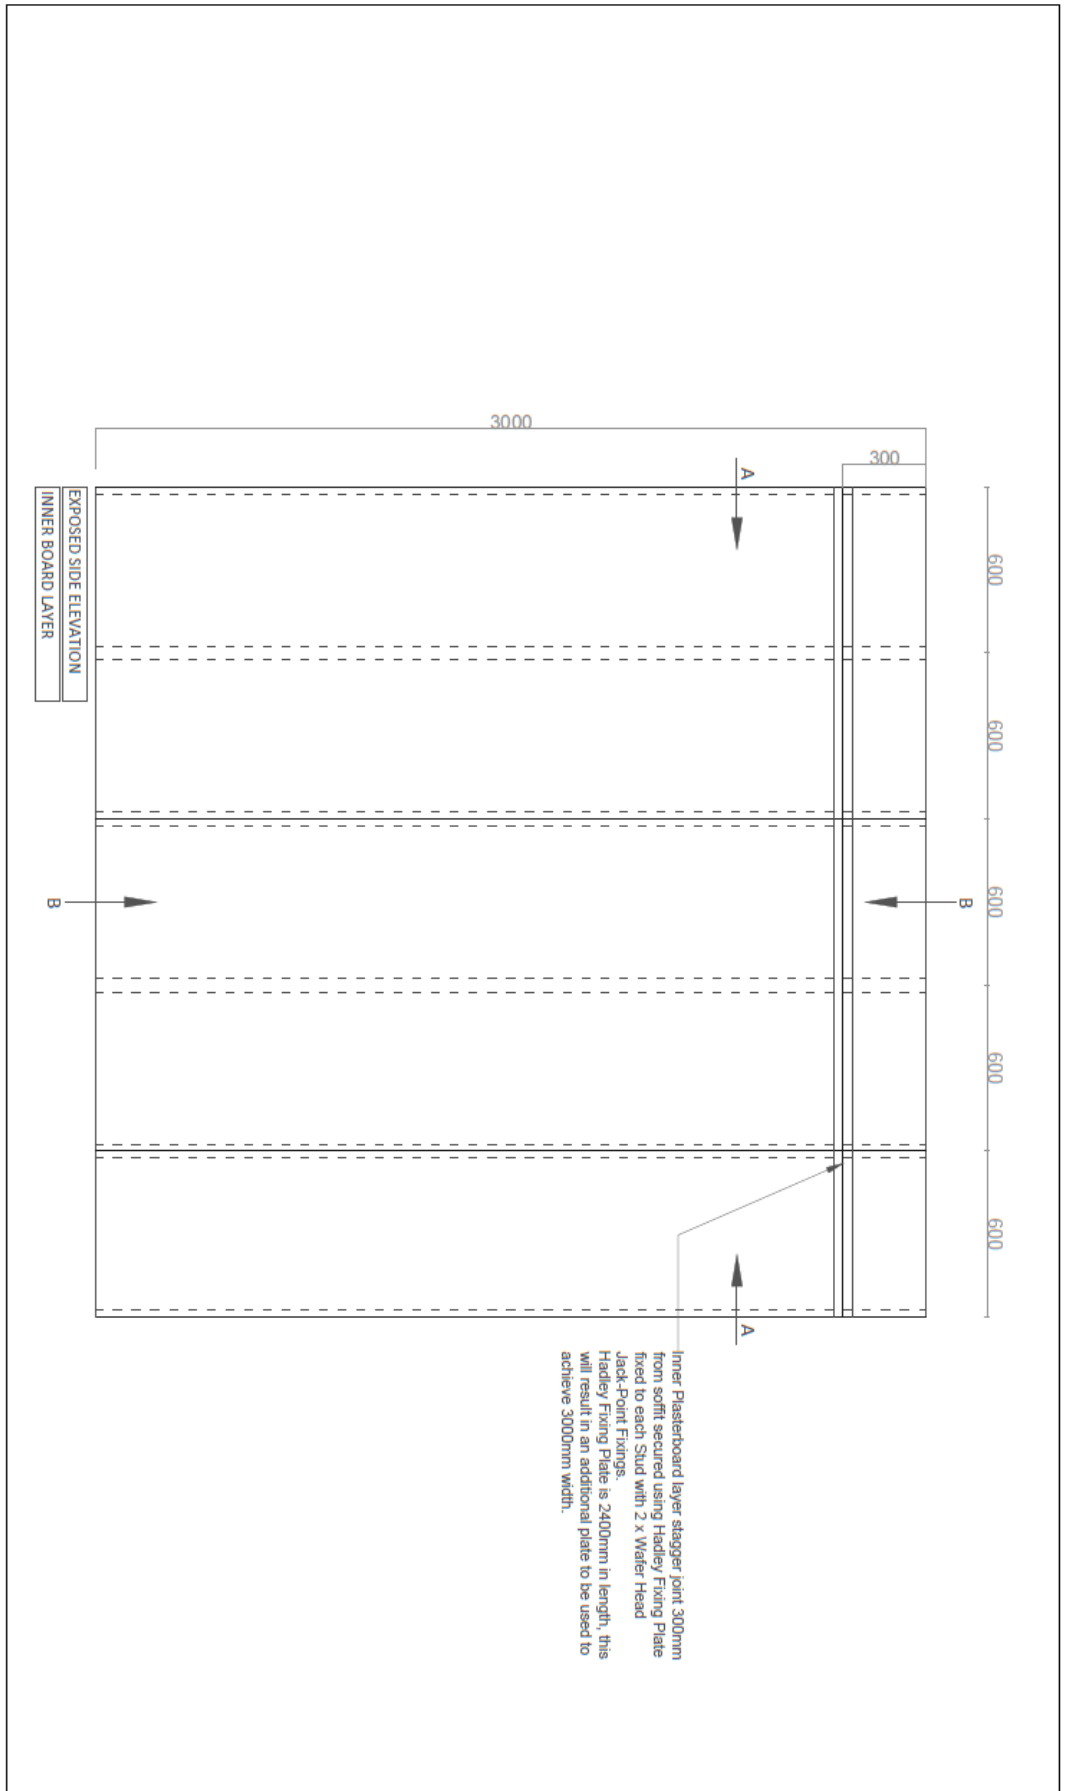 600
600
600
600
600
300
3000
A
A
B
B
Inner Plasterboard layer stagger joint 300mm
from soffit secured using Hadley Fixing Plate
fixed to each Stud with 2 x Wafer Head
Jack-Point Fixings.
Hadley Fixing Plate is 2400mm in length, this
will result in an additional plate to be used to
achieve 3000mm width.
EXPOSED SIDE ELEVATION
INNER BOARD LAYER